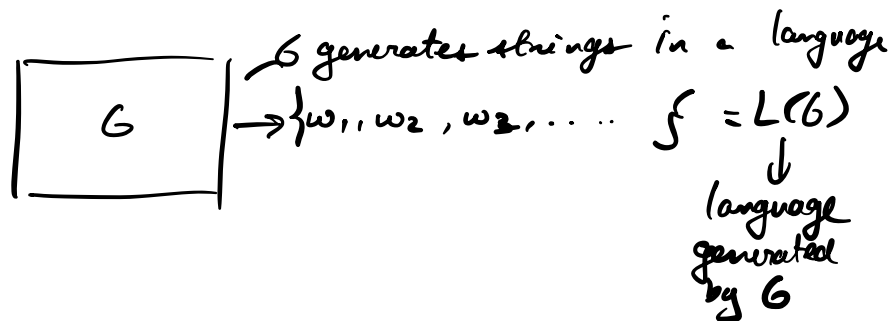 G generates strings in a language
G → {w₁, w₂, w₃, ..... } = L(G)
↓
language
generated
by G